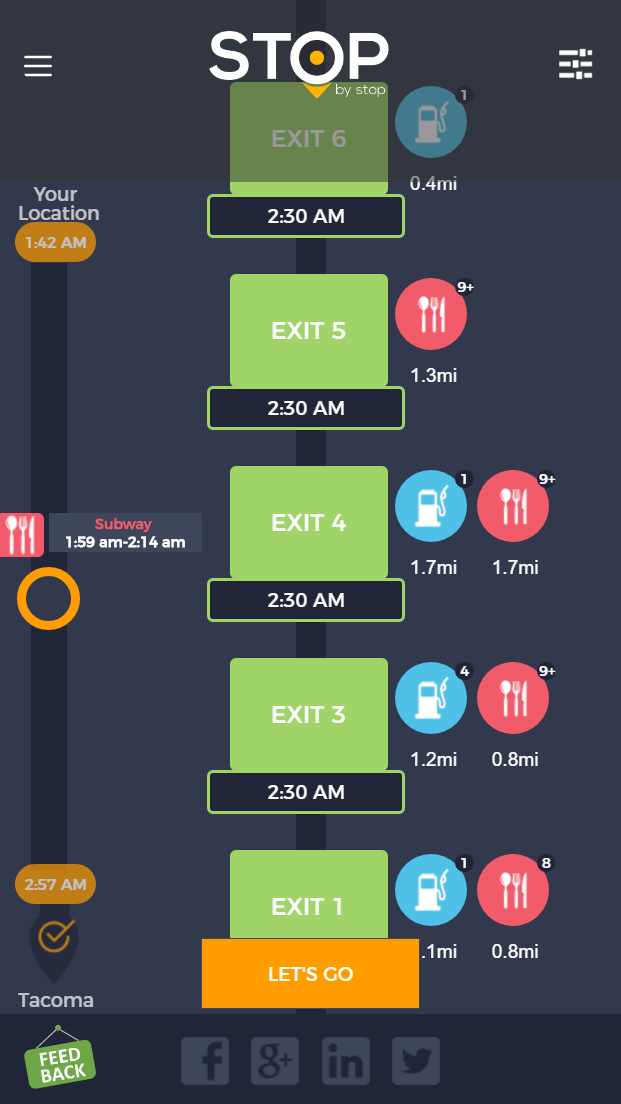 STOP
by stop
EXIT 6
1
0.4mi
2:30 AM
Your
Location
1:42 AM
EXIT 5
9+
1.3mi
2:30 AM
EXIT 4
1
9+
1.7mi
1.7mi
2:30 AM
Subway
1:59 am-2:14 am
EXIT 3
4
9+
1.2mi
0.8mi
2:30 AM
2:57 AM
Tacoma
EXIT 1
1
8
.1mi
0.8mi
LET'S GO
FEED
BACK
f
g+
in